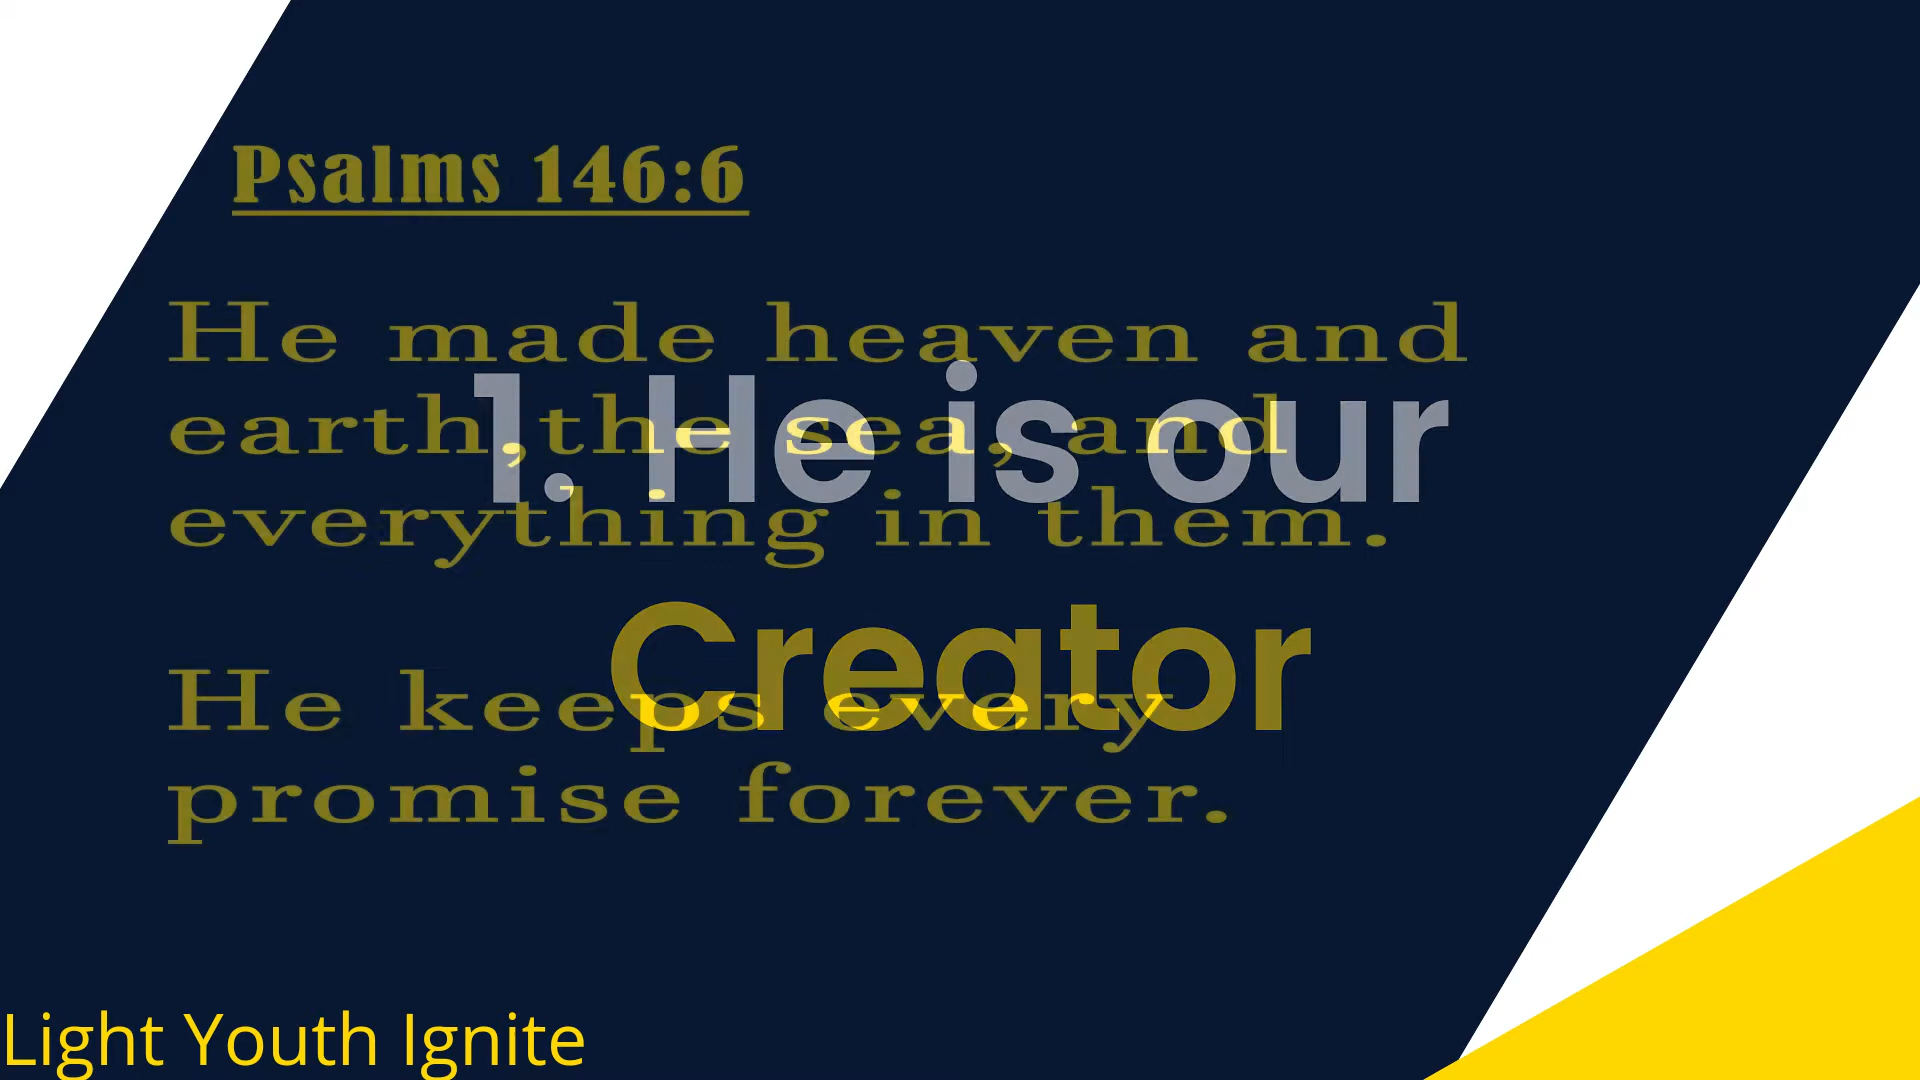 Psalms 146:6
He made heaven and
earth,the sea, and
everything in them.
He keeps every
promise forever.
1. He is our
Creator
Light Youth Ignite